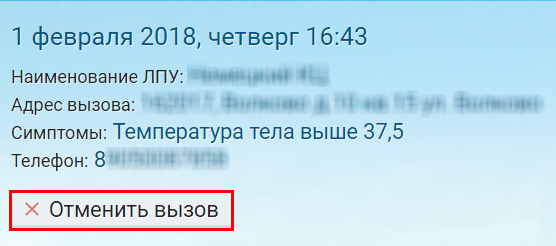 1 февраля 2018, четверг 16:43
Наименование ЛПУ:
Адрес вызова:
Симптомы: Температура тела выше 37,5
Телефон: 8
Отменить вызов